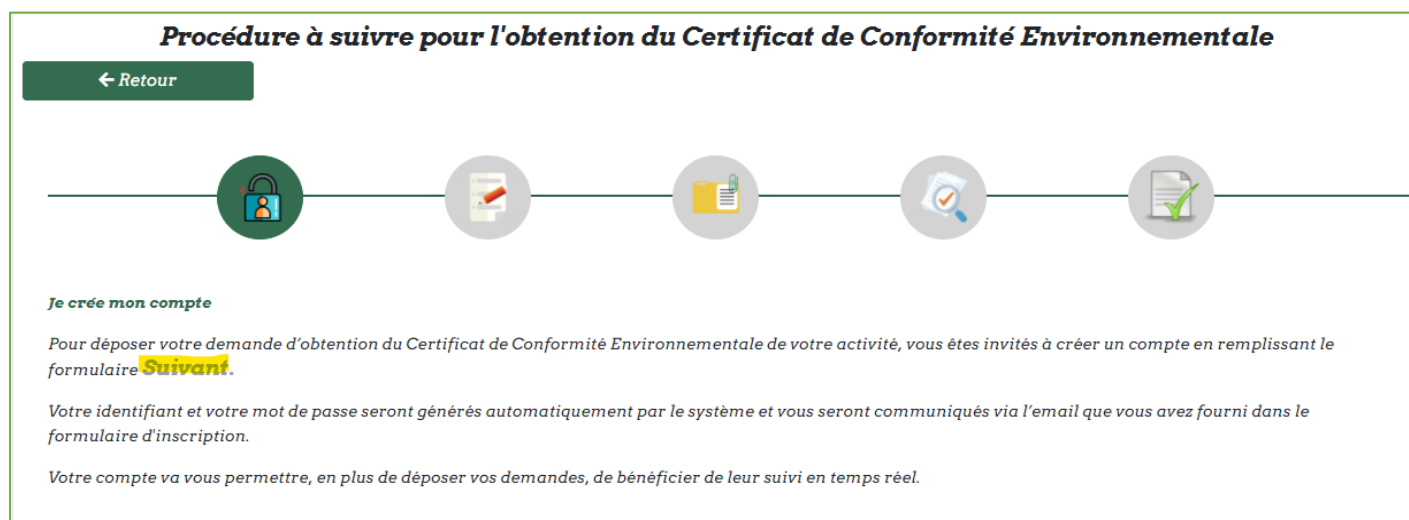 Procédure à suivre pour l'obtention du Certificat de Conformité Environnementale
← Retour
Je crée mon compte
Pour déposer votre demande d'obtention du Certificat de Conformité Environnementale de votre activité, vous êtes invités à créer un compte en remplissant le
formulaire Suivant.
Votre identifiant et votre mot de passe seront générés automatiquement par le système et vous seront communiqués via l'email que vous avez fourni dans le
formulaire d'inscription.
Votre compte va vous permettre, en plus de déposer vos demandes, de bénéficier de leur suivi en temps réel.